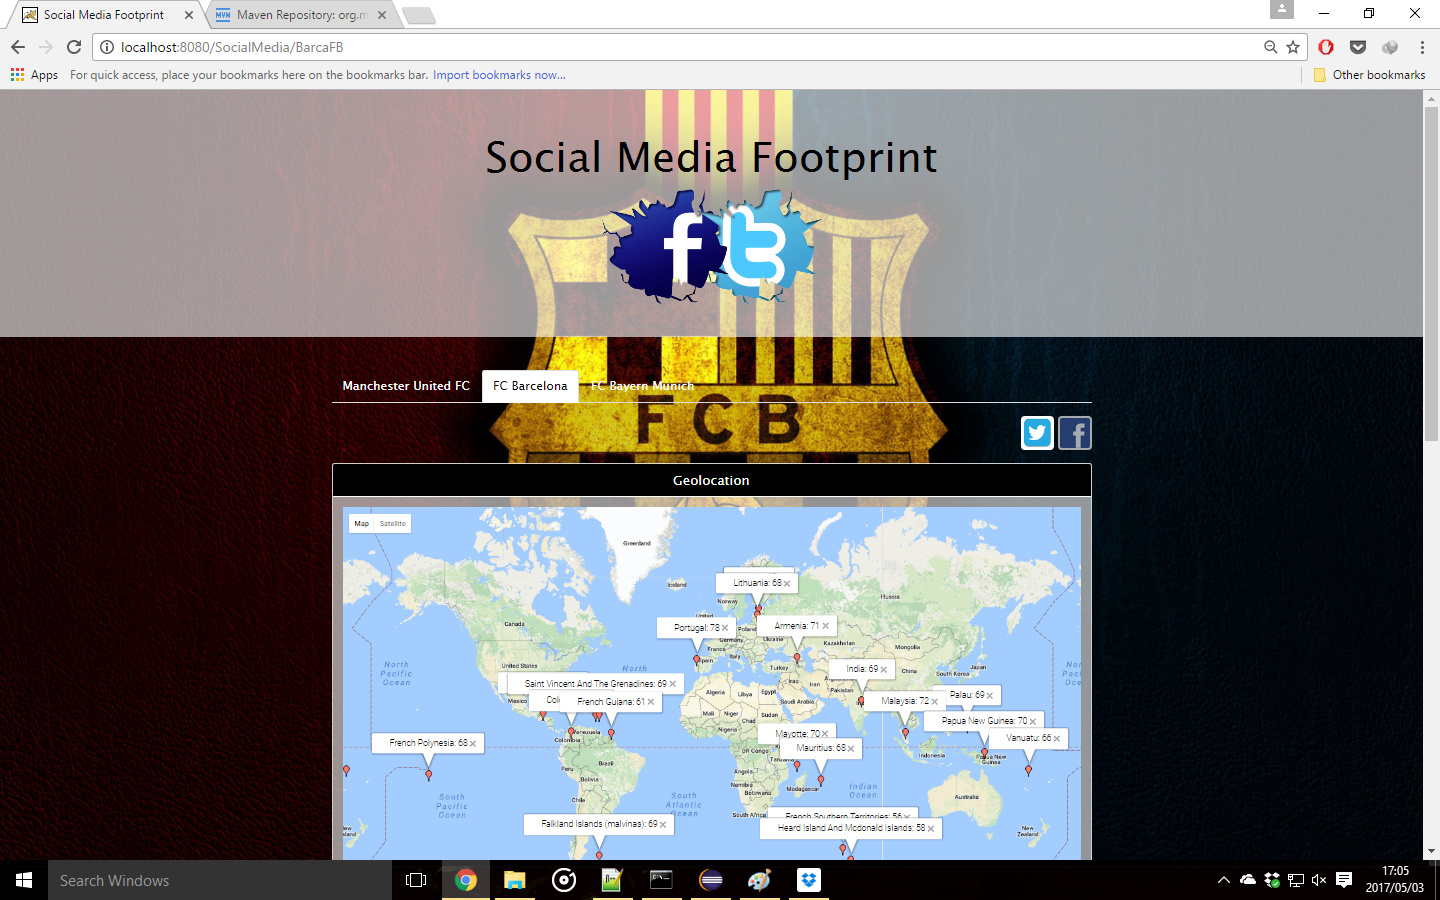 Social Media Footprint
Maven Repository: org.m
localhost:8080/SocialMedia/BarcaFB
Apps
For quick access, place your bookmarks here on the bookmarks bar. Import bookmarks now...
Other bookmarks
Social Media Footprint
Manchester United FC
FC Barcelona
FC Bayern Munich
FCB
Geolocation
Map
Satellite
Greenland
Iceland
Lithuania: 68
Norway
Russia
Canada
Portugal: 78
Armenia: 71
Poland
Germany
Ukraine
Kazakhstan
France
Italy
Spain
Turkey
Mongolia
United States
North Pacific Ocean
North
India: 69
China
Japan
South Korea
Saint Vincent And The Grenadines: 69
Algeria
Libya
Egypt
Iraq
Iran
Pakistan
Saudi Arabia
Mexico
French Guiana: 61
Malaysia: 72
Palau: 69
Mali
Niger
Chad
Sudan
Nigeria
Papua New Guinea: 70
Vanuatu: 66
Venezuela
Colombia
Mayotte: 70
Mauritius: 68
French Polynesia: 68
DR Congo
Indonesia
Papua New Guinea
Peru
Brazil
Bolivia
Angola
Namibia
Botswana
Madagascar
Indian Ocean
Australia
South Pacific Ocean
South Atlantic Ocean
Chile
South Africa
French Southern Territories: 56
Falkland Islands (malvinas): 69
Heard Island And Mcdonald Islands: 58
New Zealand
Search Windows
17:05
2017/05/03